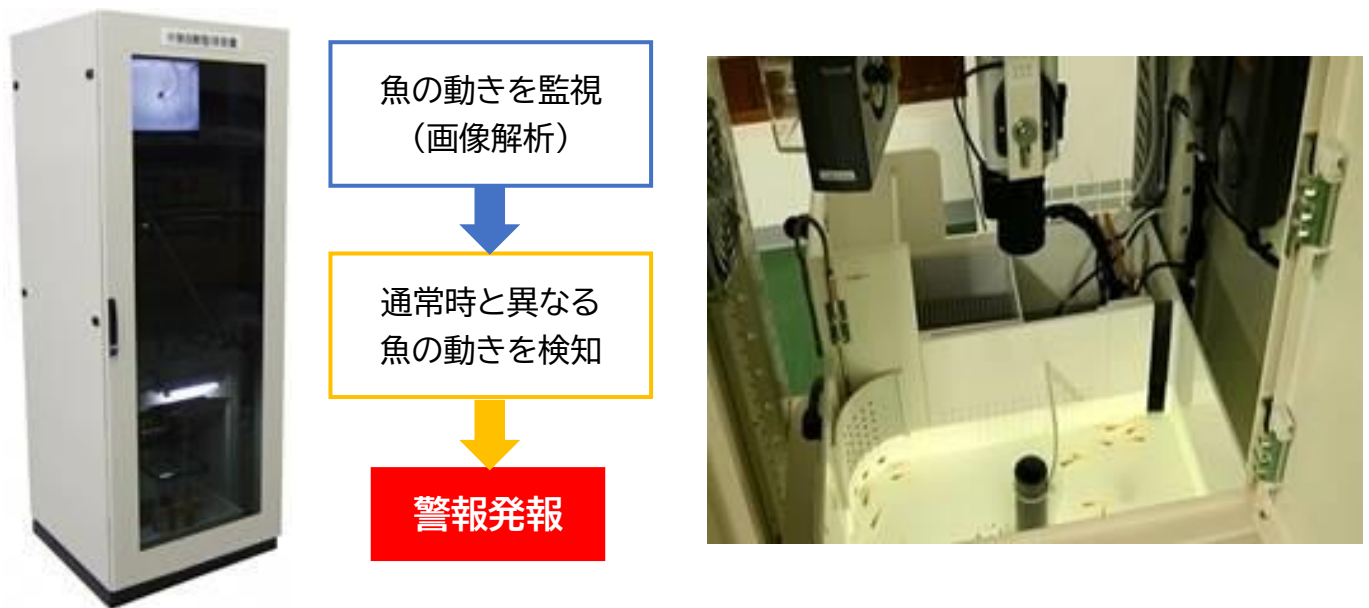 魚の動きを監視
（画像解析）
通常時と異なる
魚の動きを検知
警報発報